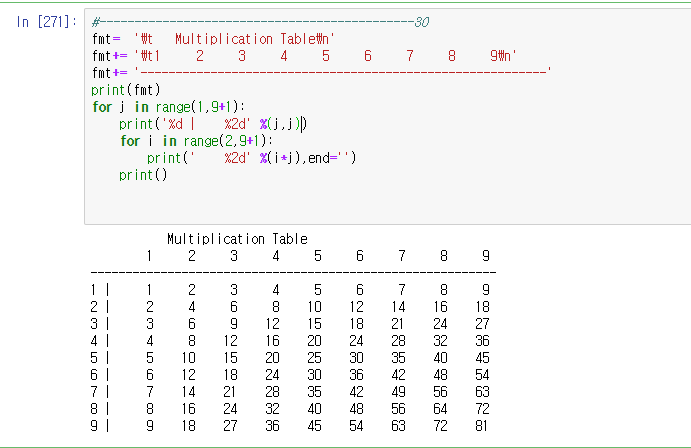 In [271]: #---------------------------------------------30
fmt=  '₩t   Multiplication Table₩n'
fmt+= '₩t1     2     3     4     5     6     7     8     9₩n'
fmt+= '----------------------------------------------------------'
print(fmt)
for j in range(1,9+1):
    print('%d |    %2d' %(j,j))
    for i in range(2,9+1):
        print('    %2d' %(i*j),end='')
    print()
Multiplication Table
1     2     3     4     5     6     7     8     9
----------------------------------------------------------
1 |     1     2     3     4     5     6     7     8     9
2 |     2     4     6     8    10    12    14    16    18
3 |     3     6     9    12    15    18    21    24    27
4 |     4     8    12    16    20    24    28    32    36
5 |     5    10    15    20    25    30    35    40    45
6 |     6    12    18    24    30    36    42    48    54
7 |     7    14    21    28    35    42    49    56    63
8 |     8    16    24    32    40    48    56    64    72
9 |     9    18    27    36    45    54    63    72    81